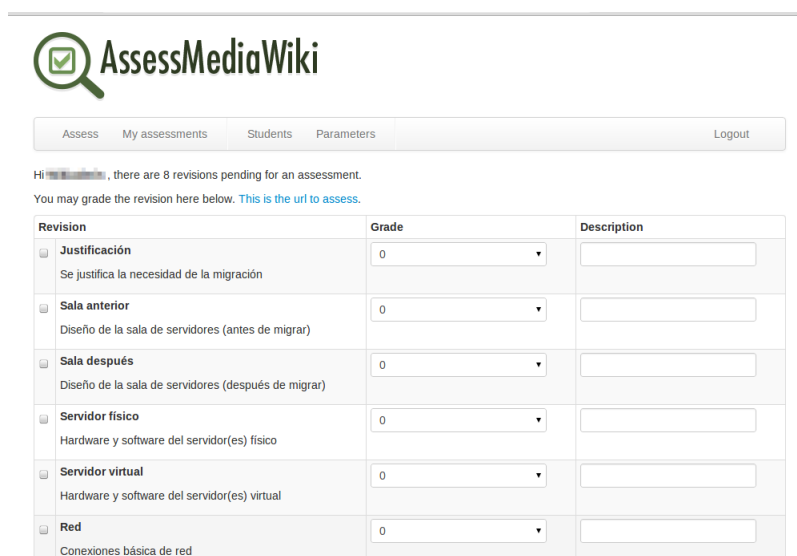 AssessMediaWiki
Assess My assessments Students Parameters Logout
Hi , there are 8 revisions pending for an assessment.
You may grade the revision here below. This is the url to assess.
Revision Grade Description
Justificación 0
Se justifica la necesidad de la migración
Sala anterior 0
Diseño de la sala de servidores (antes de migrar)
Sala después 0
Diseño de la sala de servidores (después de migrar)
Servidor físico 0
Hardware y software del servidor(es) físico
Servidor virtual 0
Hardware y software del servidor(es) virtual
Red 0
Conexiones básica de red